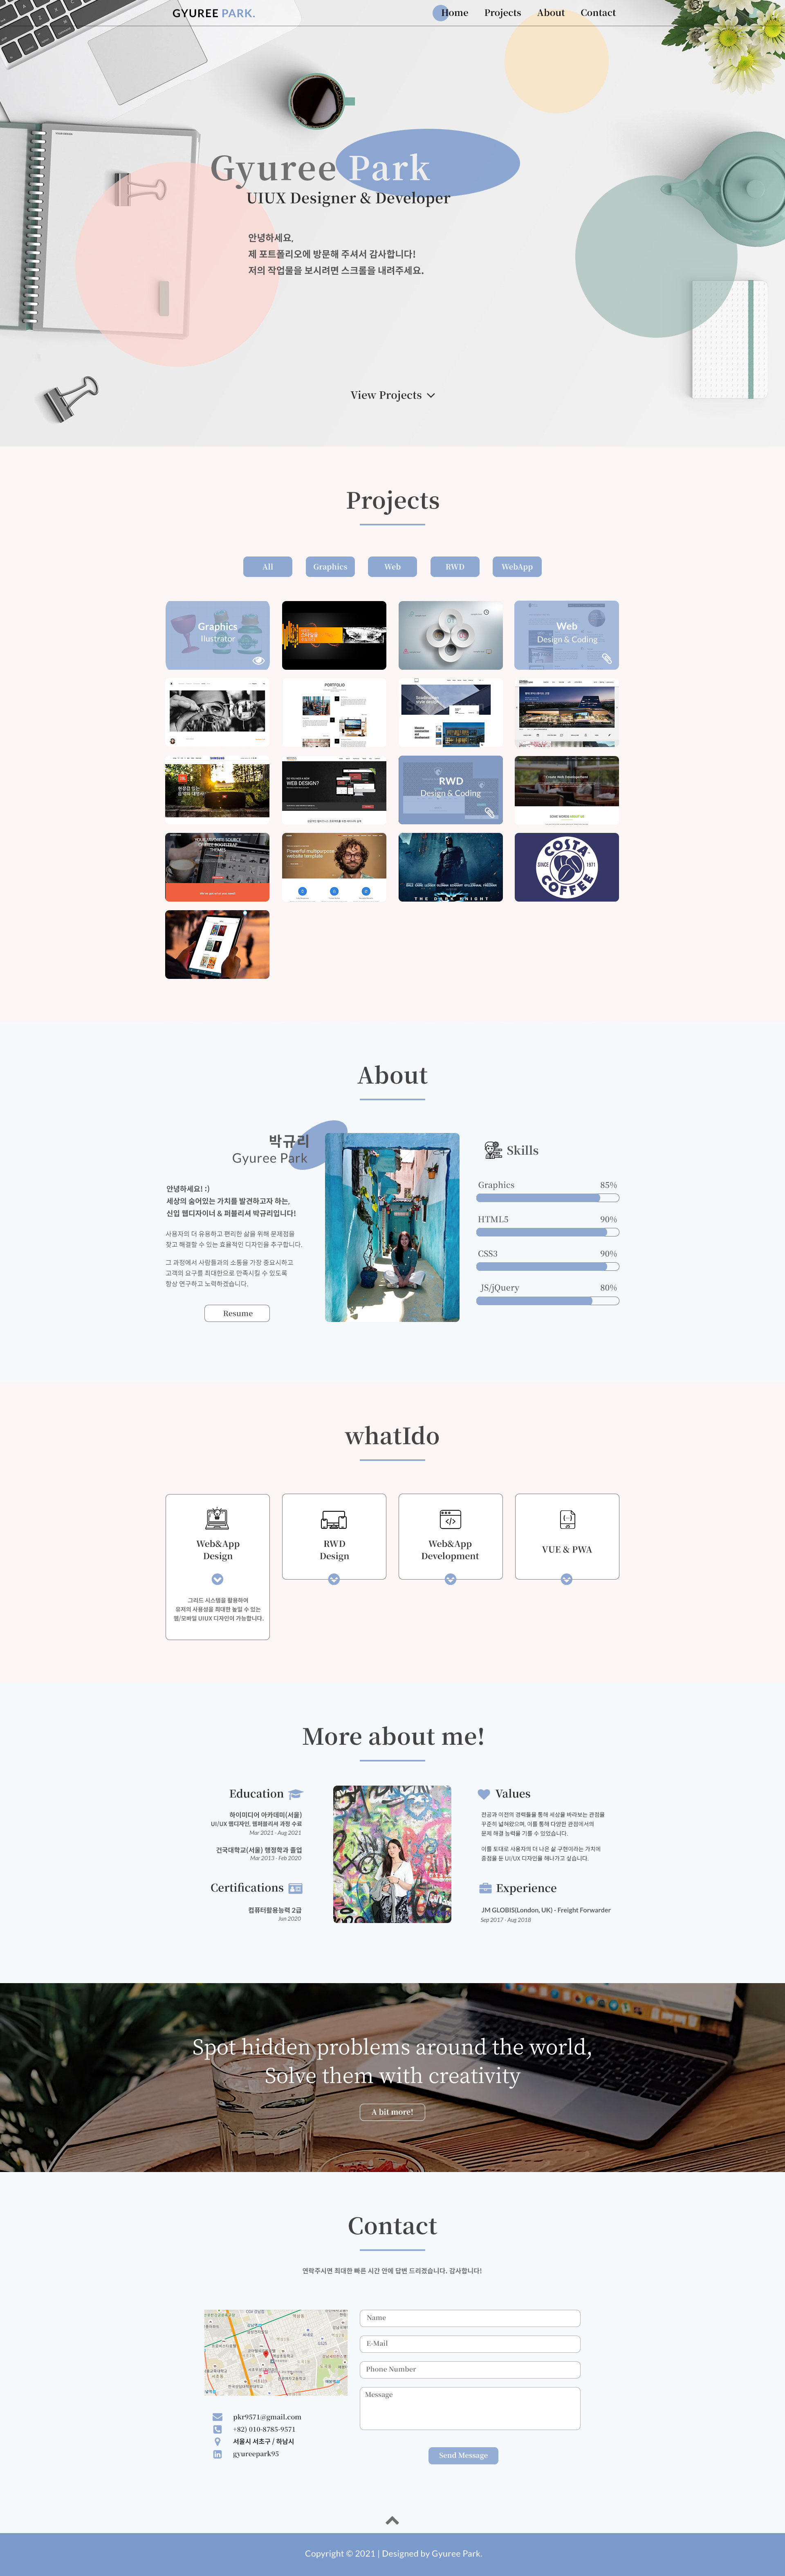 GYUREE PARK.
Home
Projects
About
Contact
Gyuree Park
UIUX Designer & Developer
안녕하세요,
제 포트폴리오에 방문해 주셔서 감사합니다!
저의 작업물을 보시려면 스크롤을 내려주세요.
View Projects
Projects
All
Graphics
Web
RWD
WebApp
Graphics
Ilustrator
Web
Design & Coding
PORTFOLIO
WEB DESIGN?
RWD
Design & Coding
Powerful multipurpose
website template
THE DARK KNIGHT
COSTA
SINCE 1971
COFFEE
About
박규리
Gyuree Park
안녕하세요! :)
세상의 숨어있는 가치를 발견하고자 하는,
신입 웹디자이너 & 퍼블리셔 박규리입니다!
사용자의 더 유용하고 편리한 삶을 위해 문제점을
찾고 해결할 수 있는 효율적인 디자인을 추구합니다.
그 과정에서 사람들과의 소통을 가장 중요시하고
고객의 요구를 최대한으로 만족시킬 수 있도록
항상 연구하고 노력하겠습니다.
Resume
Skills
Graphics 85%
HTML5 90%
CSS3 90%
JS/jQuery 80%
whatIdo
Web&App
Design
그리드 시스템을 활용하여
유저의 사용성을 최대한 높일 수 있는
웹/모바일 UIUX 디자인이 가능합니다.
RWD
Design
Web&App
Development
VUE & PWA
More about me!
Education
하이미디어 아카데미(서울)
UI/UX 웹디자인, 웹퍼블리셔 과정 수료
Mar 2021 - Aug 2021
건국대학교(서울) 행정학과 졸업
Mar 2013 - Feb 2020
Certifications
컴퓨터활용능력 2급
Jun 2020
Values
전공과 이전의 경력들을 통해 세상을 바라보는 관점을
꾸준히 넓혀왔으며, 이를 통해 다양한 관점에서의
문제 해결 능력을 기를 수 있었습니다.
이를 토대로 사용자의 더 나은 삶 구현이라는 가치에
중점을 둔 UI/UX 디자인을 해나가고 싶습니다.
Experience
JM GLOBIS(London, UK) - Freight Forwarder
Sep 2017 - Aug 2018
Spot hidden problems around the world,
Solve them with creativity
A bit more!
Contact
연락주시면 최대한 빠른 시간 안에 답변 드리겠습니다. 감사합니다!
Name
E-Mail
Phone Number
Message
Send Message
pkr9571@gmail.com
+82) 010-8785-9571
서울시 서초구 / 하남시
gyureepark95
Copyright © 2021 | Designed by Gyuree Park.